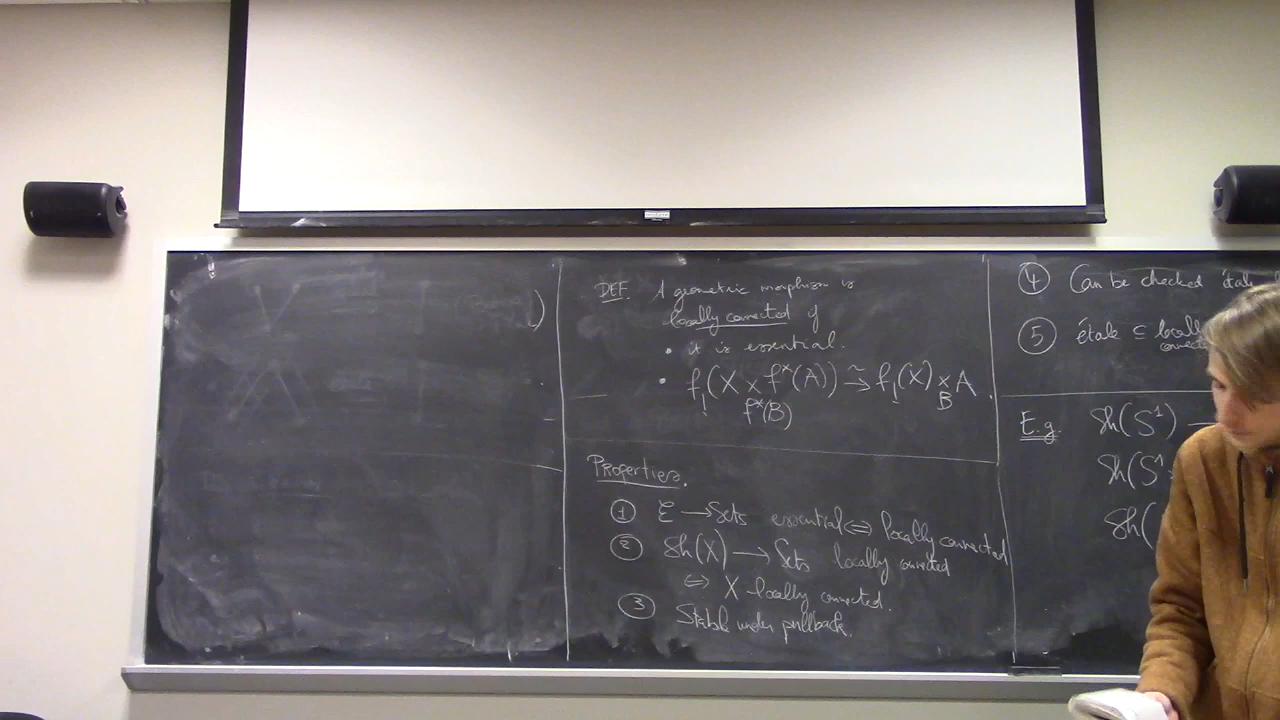 DEF. A geometric morphism is
locally connected if
• it is essential.
• f_!(X × f*(A)) ≅→ f_!(X) × A.
f*(B) B
Properties.
① ℰ → Sets essential ⇔ locally connected
② Sh(X) → Sets locally connected
⇔ X locally connected.
③ Stable under pullback.
④ Can be checked étale
⑤ étale ⊆ locally
connected
E.g. Sh(S¹) →
Sh(S¹
Sh(